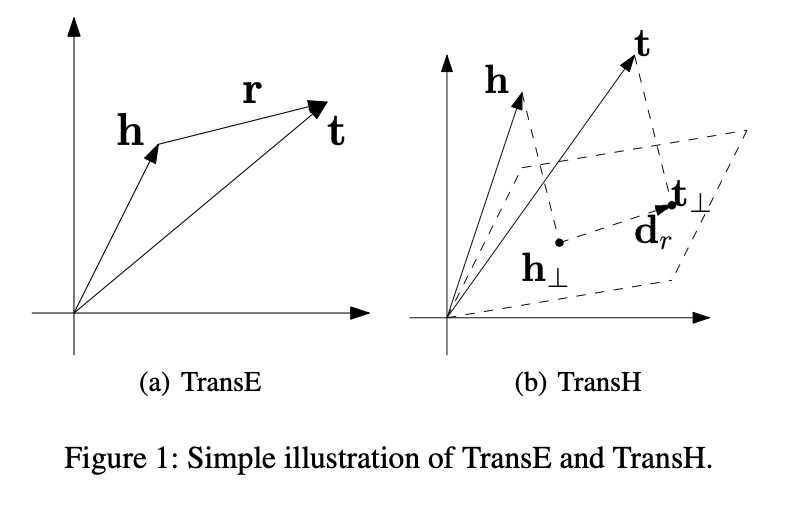 h
r
t
(a) TransE
h
t
h⊥
d_r
t⊥
(b) TransH
Figure 1: Simple illustration of TransE and TransH.